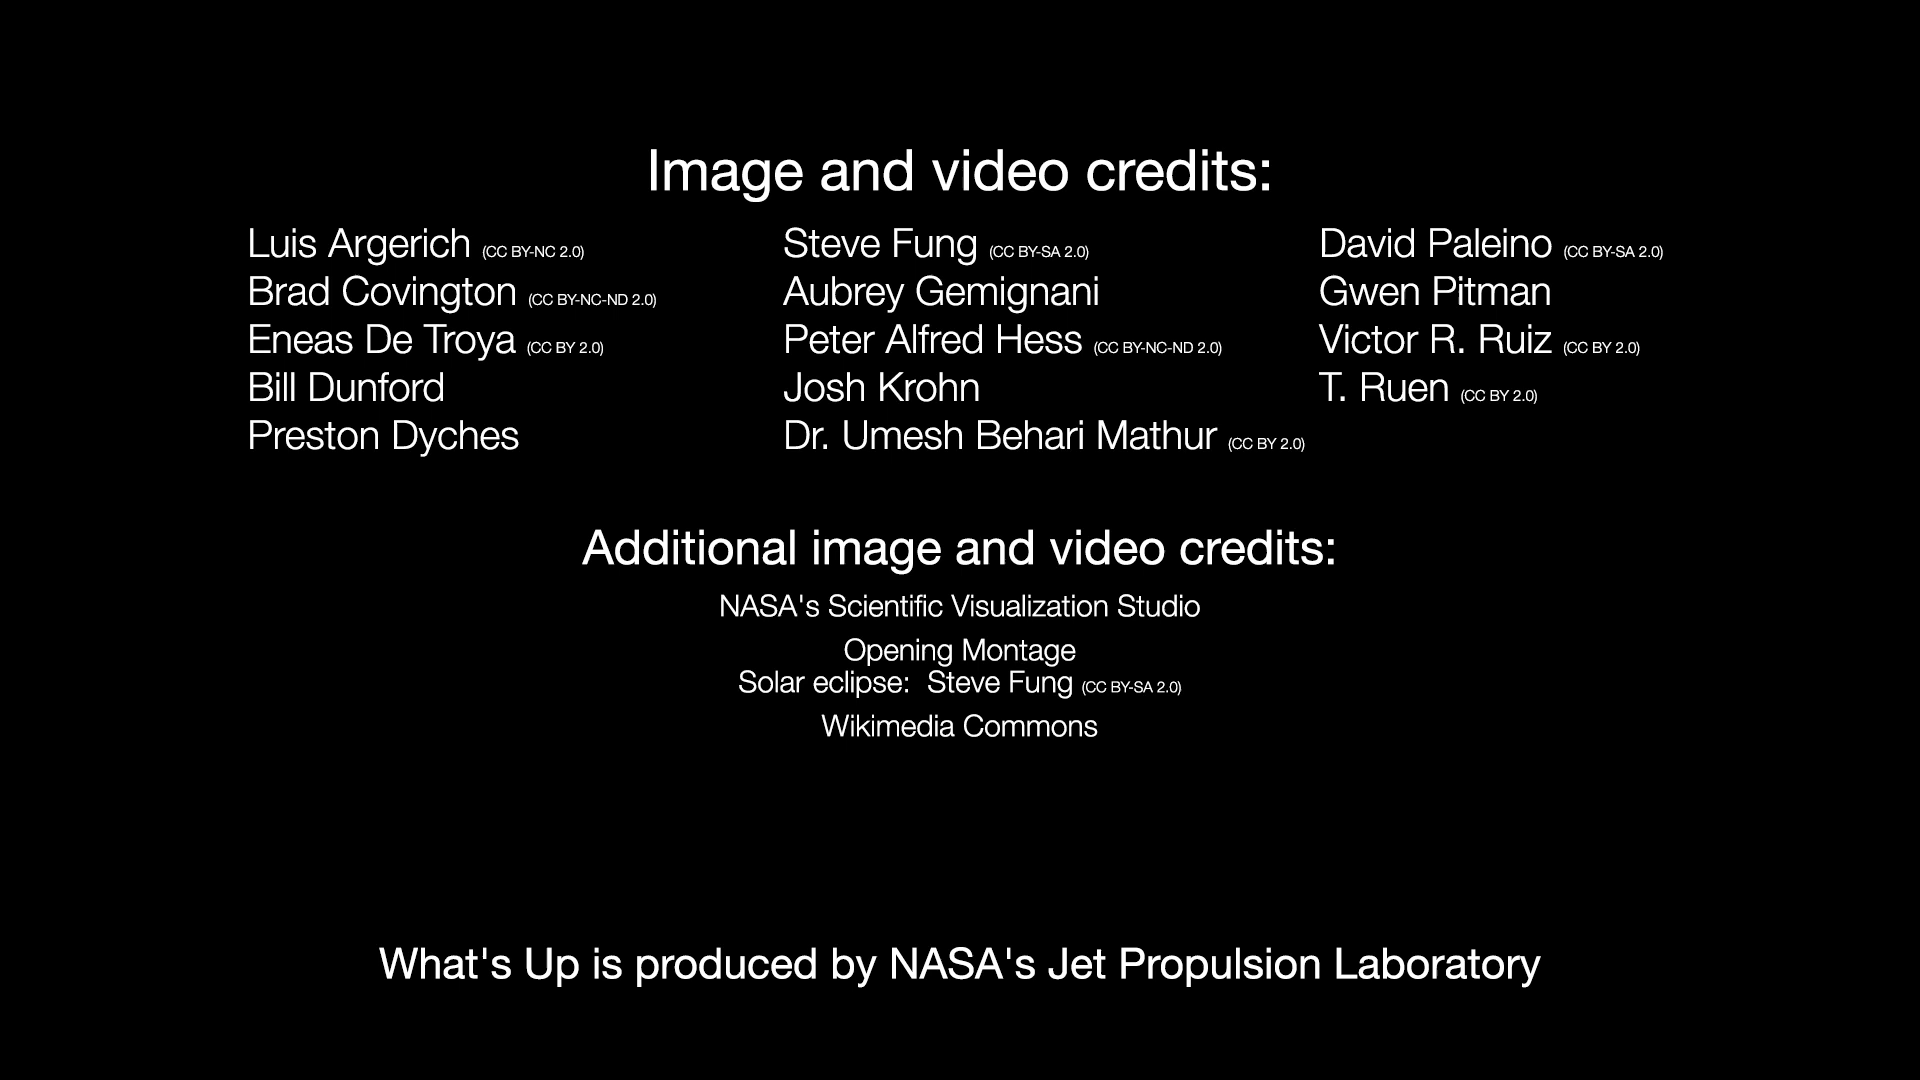 Image and video credits:
Luis Argerich (CC BY-NC 2.0)
Brad Covington (CC BY-NC-ND 2.0)
Eneas De Troya (CC BY 2.0)
Bill Dunford
Preston Dyches
Steve Fung (CC BY-SA 2.0)
Aubrey Gemignani
Peter Alfred Hess (CC BY-NC-ND 2.0)
Josh Krohn
Dr. Umesh Behari Mathur (CC BY 2.0)
David Paleino (CC BY-SA 2.0)
Gwen Pitman
Victor R. Ruiz (CC BY 2.0)
T. Ruen (CC BY 2.0)
Additional image and video credits:
NASA's Scientific Visualization Studio
Opening Montage
Solar eclipse: Steve Fung (CC BY-SA 2.0)
Wikimedia Commons
What's Up is produced by NASA's Jet Propulsion Laboratory